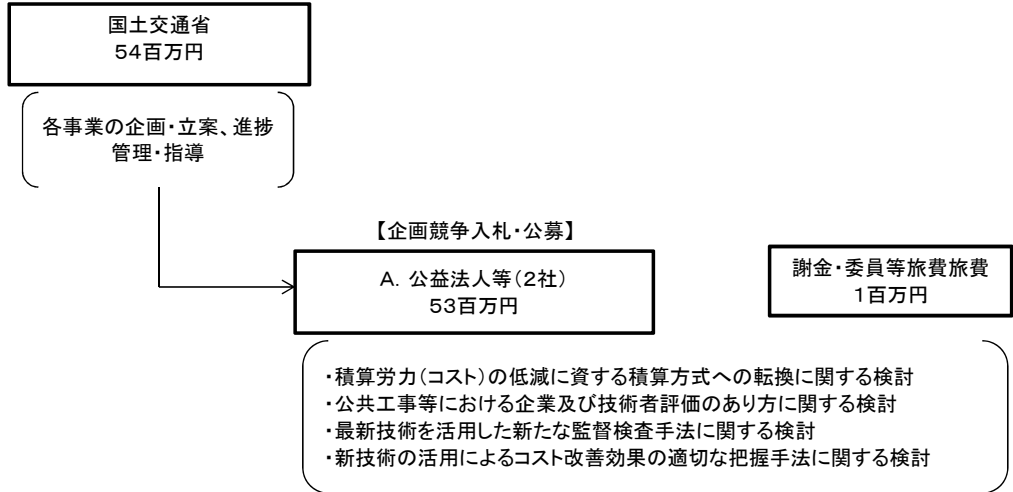 国土交通省
54百万円
各事業の企画・立案、進捗
管理・指導
【企画競争入札・公募】
A．公益法人等（2社）
53百万円
謝金・委員等旅費旅費
1百万円
・積算労力（コスト）の低減に資する積算方式への転換に関する検討
・公共工事等における企業及び技術者評価のあり方に関する検討
・最新技術を活用した新たな監督検査手法に関する検討
・新技術の活用によるコスト改善効果の適切な把握手法に関する検討